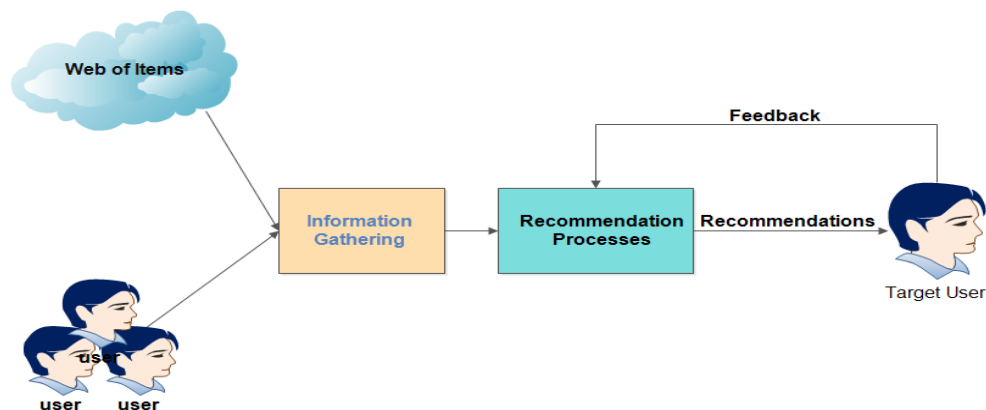 Web of Items
Feedback
Information
Gathering
Recommendation
Processes
Recommendations
Target User
user
user
user